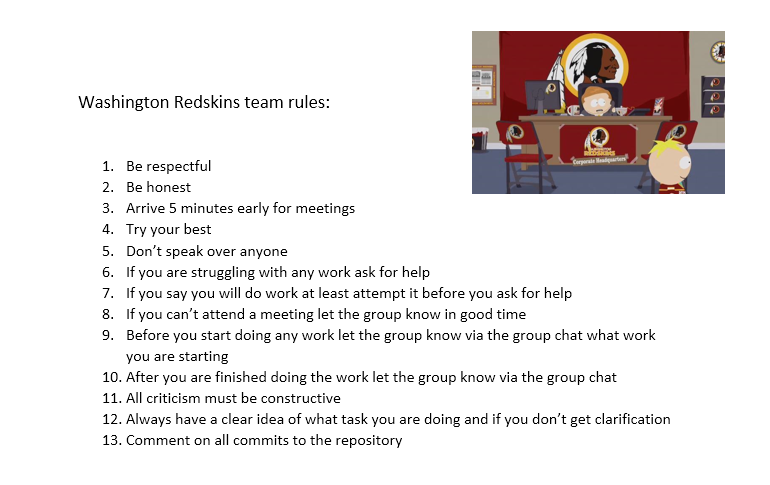 Washington Redskins team rules:
1. Be respectful
2. Be honest
3. Arrive 5 minutes early for meetings
4. Try your best
5. Don’t speak over anyone
6. If you are struggling with any work ask for help
7. If you say you will do work at least attempt it before you ask for help
8. If you can’t attend a meeting let the group know in good time
9. Before you start doing any work let the group know via the group chat what work
you are starting
10. After you are finished doing the work let the group know via the group chat
11. All criticism must be constructive
12. Always have a clear idea of what task you are doing and if you don’t get clarification
13. Comment on all commits to the repository
WASHINGTON
REDSKINS
Corporate Headquarters